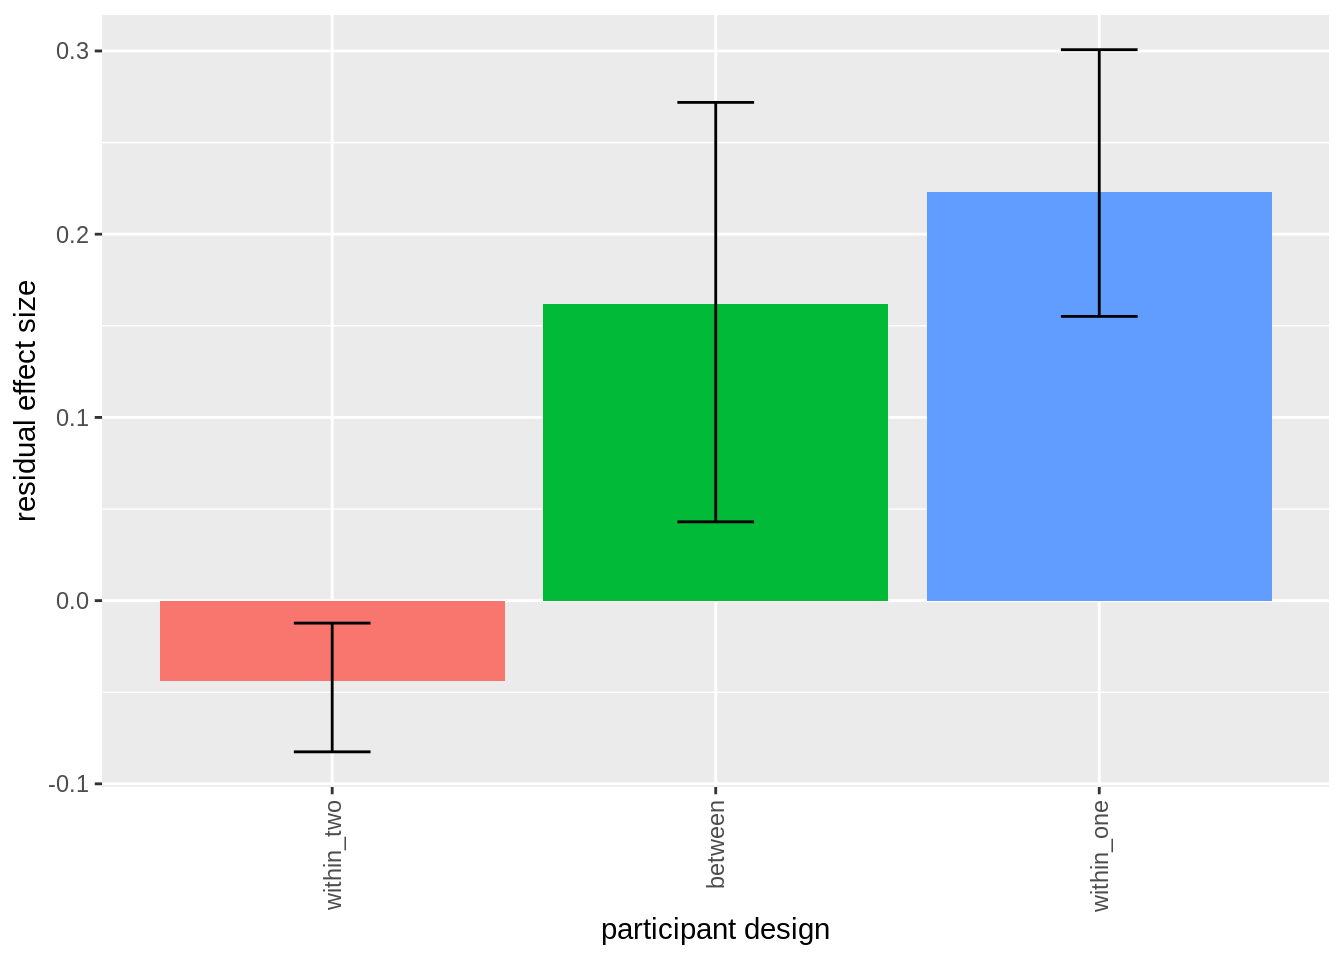 residual effect size
0.3
0.2
0.1
0.0
-0.1
within_two
between
within_one
participant design